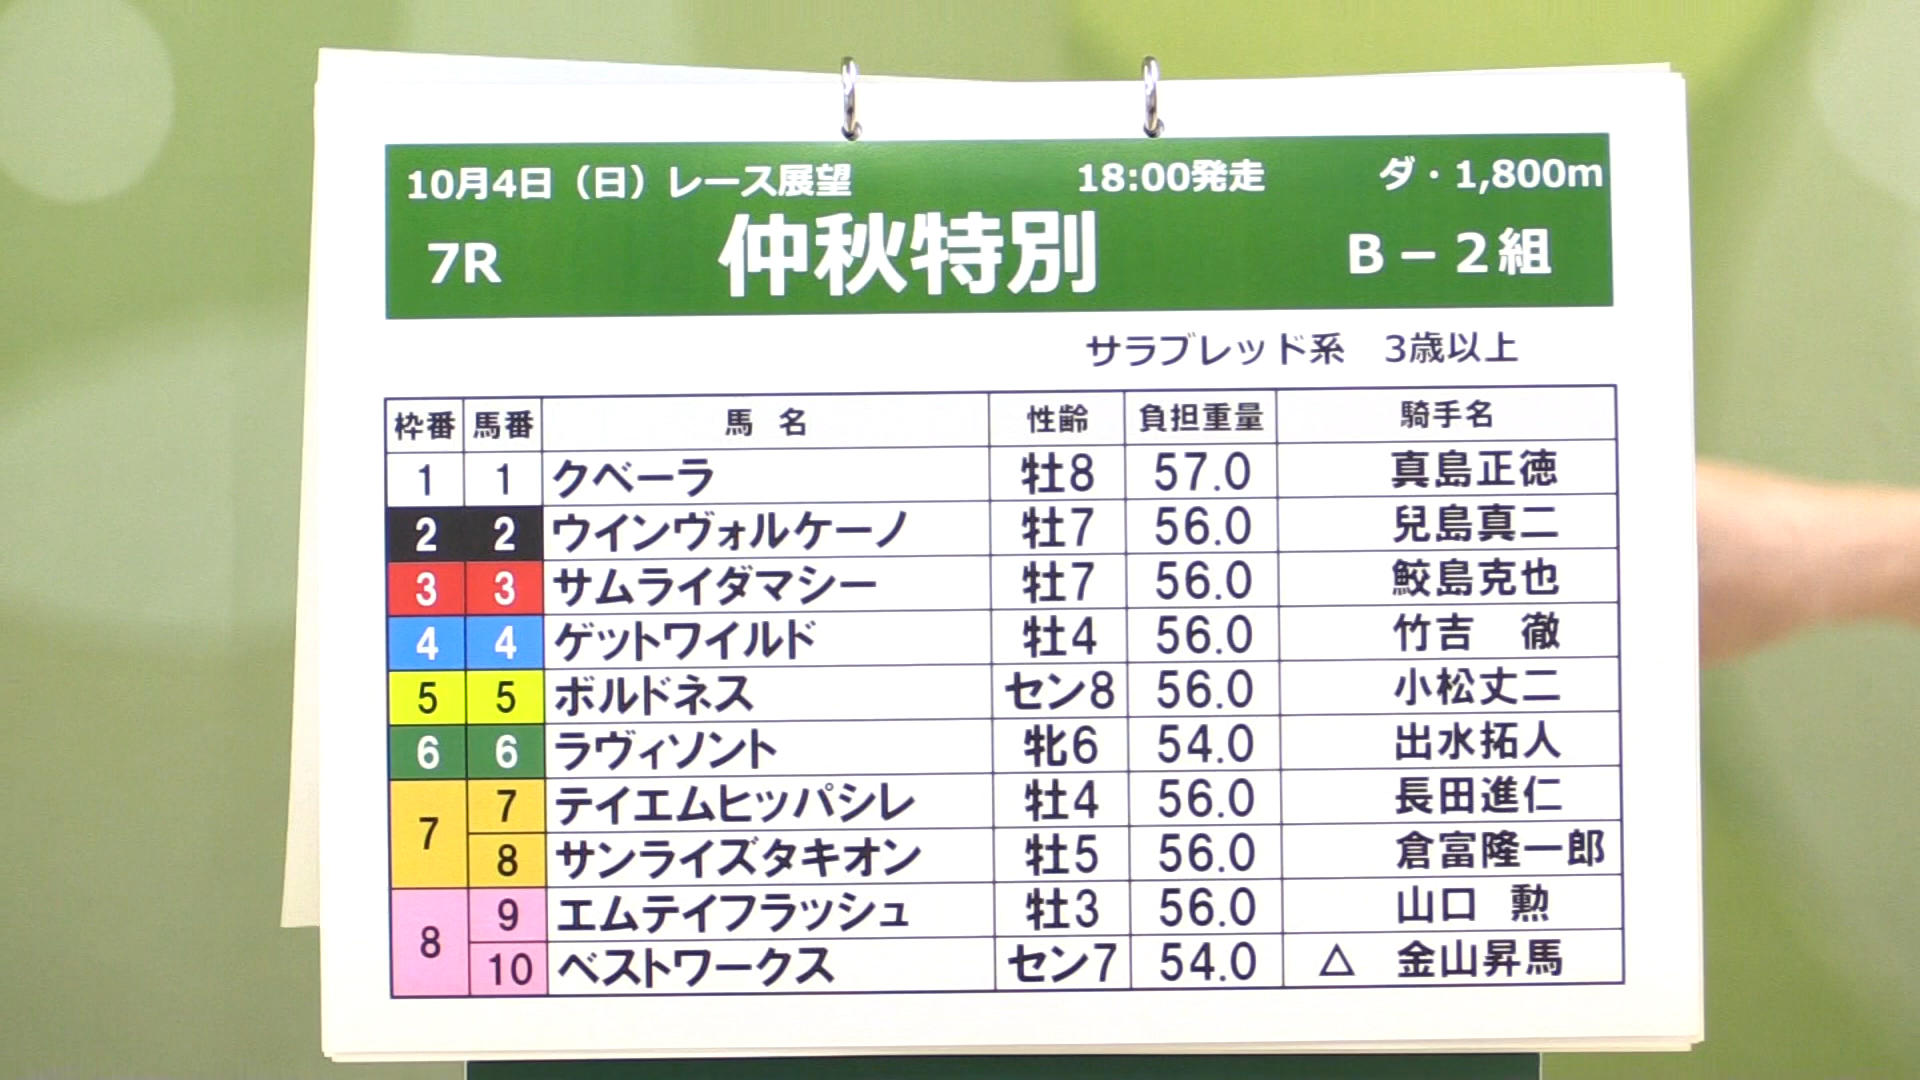 10月4日（日）レース展望 18:00発走 ダ・1,800m
7R 仲秋特別 B－2組
サラブレッド系 3歳以上
枠番 馬番 馬名 性齢 負担重量 騎手名
1 1 クベーラ 牡8 57.0 真島正徳
2 2 ウインヴォルケーノ 牡7 56.0 兒島真二
3 3 サムライダマシー 牡7 56.0 鮫島克也
4 4 ゲットワイルド 牡4 56.0 竹吉 徹
5 5 ボルドネス セン8 56.0 小松丈二
6 6 ラヴィソント 牝6 54.0 出水拓人
7 7 テイエムヒッパシレ 牡4 56.0 長田進仁
8 サンライズタキオン 牡5 56.0 倉富隆一郎
8 9 エムテイフラッシュ 牡3 56.0 山口 勲
10 ベストワークス セン7 54.0 △ 金山昇馬